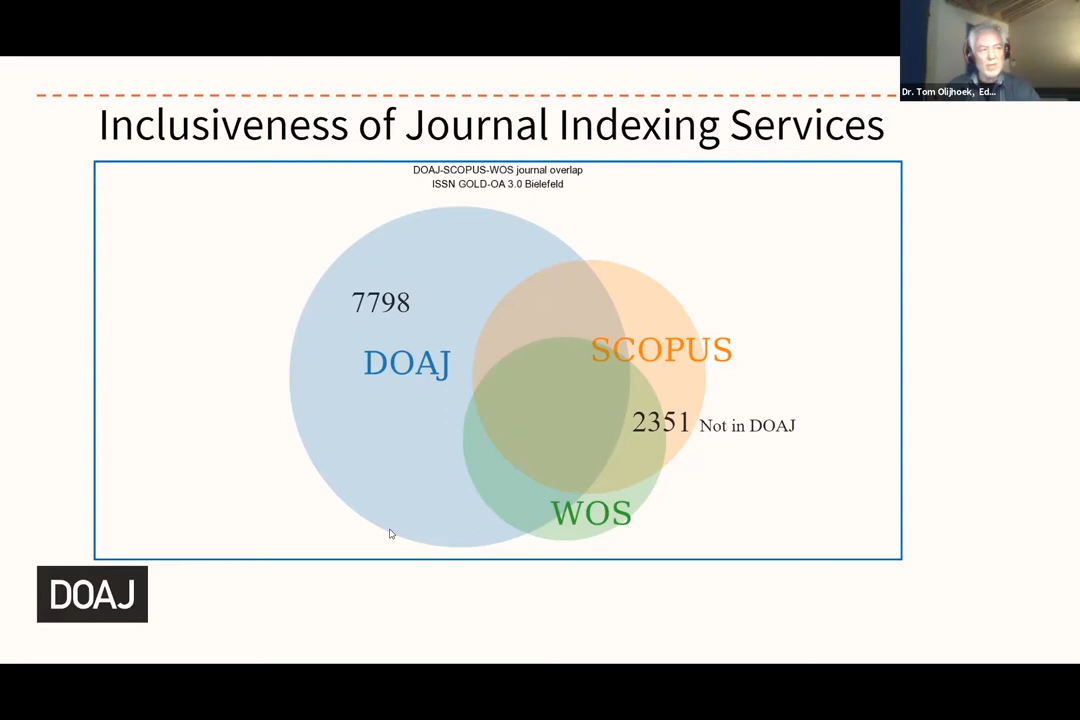 Dr. Tom Olijhoek, Ed...
Inclusiveness of Journal Indexing Services
DOAJ-SCOPUS-WOS journal overlap
ISSN GOLD-OA 3.0 Bielefeld
7798
DOAJ
SCOPUS
2351 Not in DOAJ
WOS
DOAJ